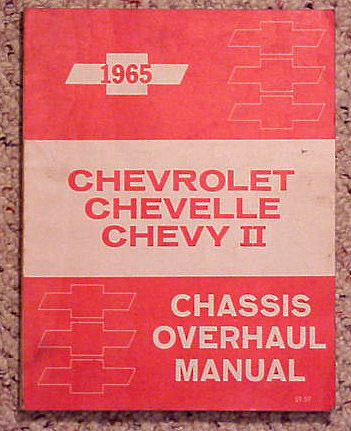 1965
CHEVROLET
CHEVELLE
CHEVY II
CHASSIS
OVERHAUL
MANUAL